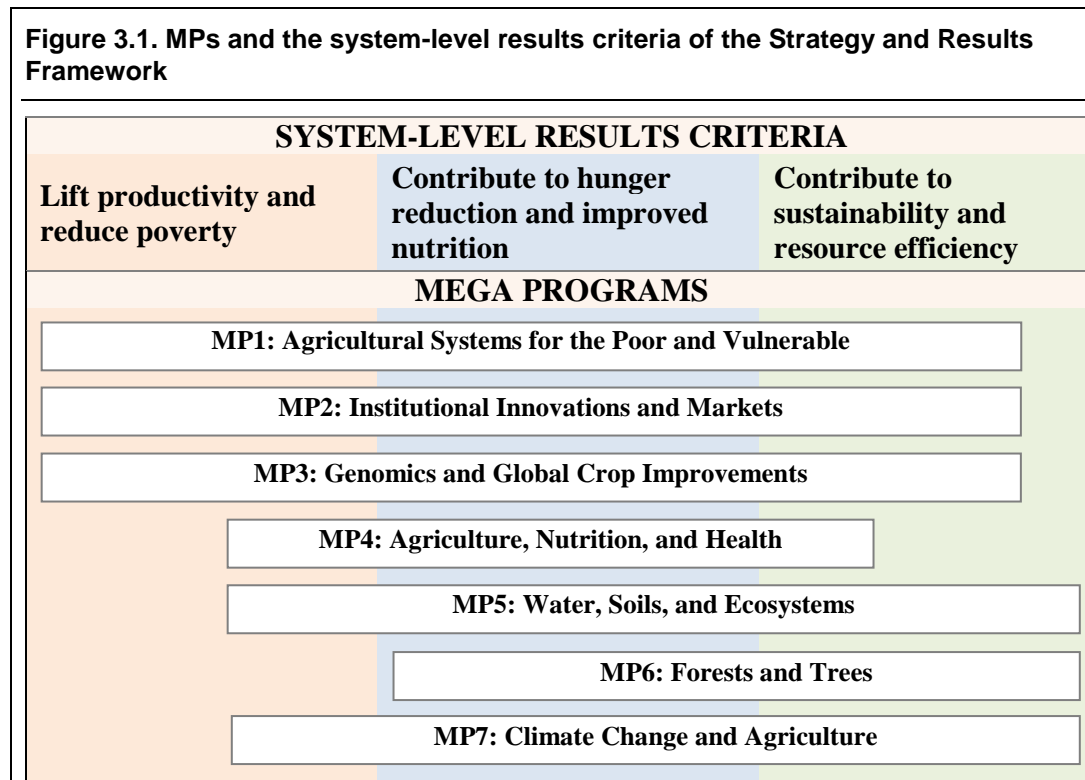 Figure 3.1. MPs and the system-level results criteria of the Strategy and Results
Framework
SYSTEM-LEVEL RESULTS CRITERIA
Lift productivity and
reduce poverty
Contribute to hunger
reduction and improved
nutrition
Contribute to
sustainability and
resource efficiency
MEGA PROGRAMS
MP1: Agricultural Systems for the Poor and Vulnerable
MP2: Institutional Innovations and Markets
MP3: Genomics and Global Crop Improvements
MP4: Agriculture, Nutrition, and Health
MP5: Water, Soils, and Ecosystems
MP6: Forests and Trees
MP7: Climate Change and Agriculture